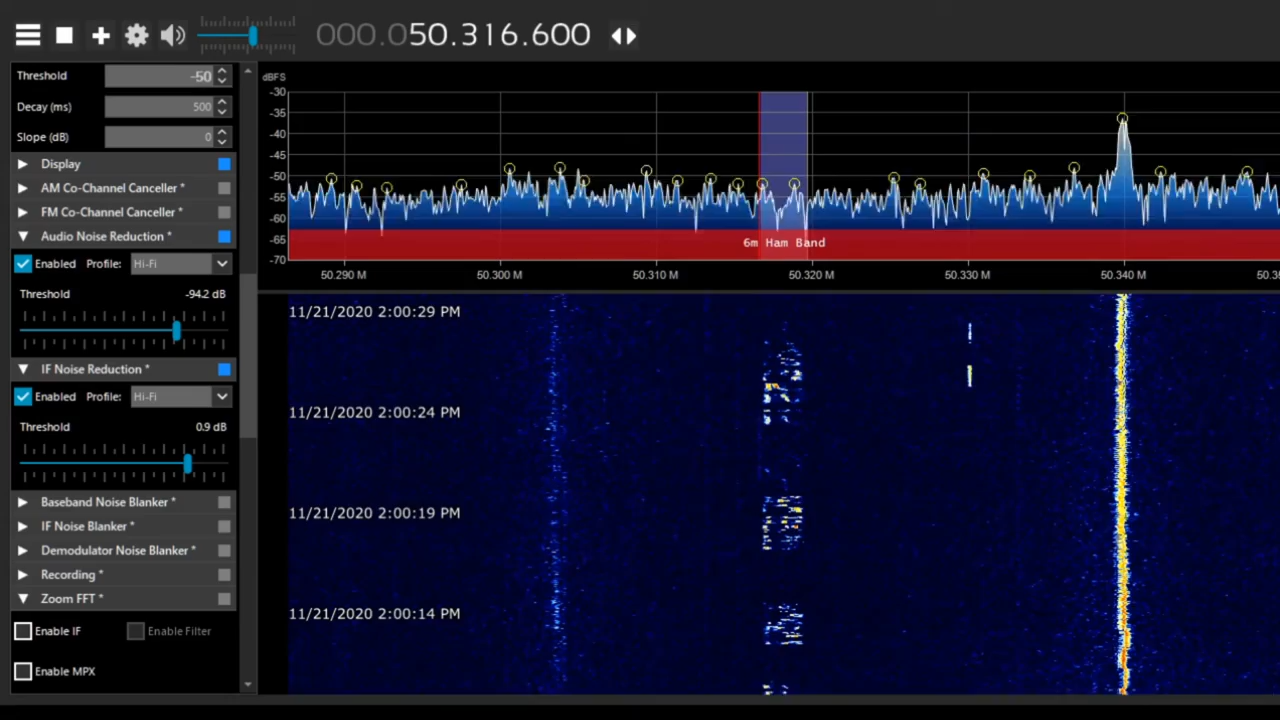 000.050.316.600
Threshold -50
Decay (ms) 500
Slope (dB) 0
Display
AM Co-Channel Canceller *
FM Co-Channel Canceller *
Audio Noise Reduction *
Enabled Profile: Hi-Fi
Threshold -94.2 dB
IF Noise Reduction *
Enabled Profile: Hi-Fi
Threshold 0.9 dB
Baseband Noise Blanker *
IF Noise Blanker *
Demodulator Noise Blanker *
Recording *
Zoom FFT *
Enable IF Enable Filter
Enable MPX
dBFS
-30
-35
-40
-45
-50
-55
-60
-65
-70
6m Ham Band
50.290 M 50.300 M 50.310 M 50.320 M 50.330 M 50.340 M
11/21/2020 2:00:29 PM
11/21/2020 2:00:24 PM
11/21/2020 2:00:19 PM
11/21/2020 2:00:14 PM